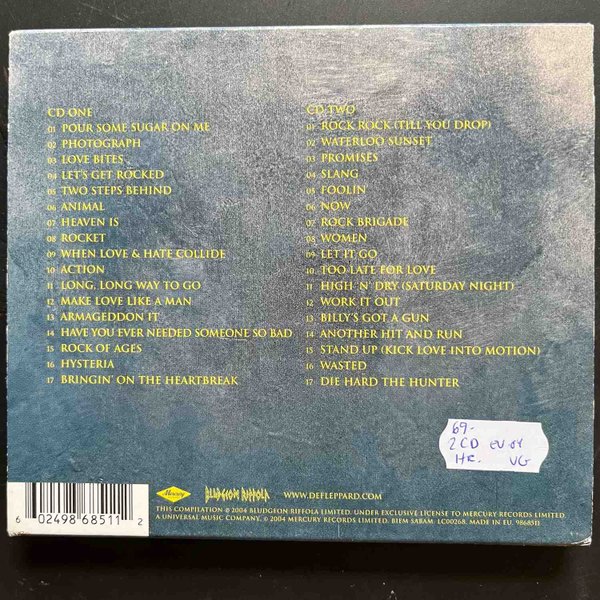 CD ONE
01 POUR SOME SUGAR ON ME
02 PHOTOGRAPH
03 LOVE BITES
04 LET'S GET ROCKED
05 TWO STEPS BEHIND
06 ANIMAL
07 HEAVEN IS
08 ROCKET
09 WHEN LOVE & HATE COLLIDE
10 ACTION
11 LONG, LONG WAY TO GO
12 MAKE LOVE LIKE A MAN
13 ARMAGEDDON IT
14 HAVE YOU EVER NEEDED SOMEONE SO BAD
15 ROCK OF AGES
16 HYSTERIA
17 BRINGIN' ON THE HEARTBREAK
CD TWO
01 ROCK ROCK (TILL YOU DROP)
02 WATERLOO SUNSET
03 PROMISES
04 SLANG
05 FOOLIN'
06 NOW
07 ROCK BRIGADE
08 WOMEN
09 LET IT GO
10 TOO LATE FOR LOVE
11 HIGH 'N' DRY (SATURDAY NIGHT)
12 WORK IT OUT
13 BILLY'S GOT A GUN
14 ANOTHER HIT AND RUN
15 STAND UP (KICK LOVE INTO MOTION)
16 WASTED
17 DIE HARD THE HUNTER
69.-
2CD EU 04
HR. VG
6 02498 68511 2
Mercury
BLUDGEON RIFFOLA
WWW.DEFLEPPARD.COM
THIS COMPILATION ℗ 2004 BLUDGEON RIFFOLA LIMITED. UNDER EXCLUSIVE LICENSE TO MERCURY RECORDS LIMITED.
A UNIVERSAL MUSIC COMPANY. © 2004 MERCURY RECORDS LIMITED. BIEM SABAM. LC00268. MADE IN EU. 9868511